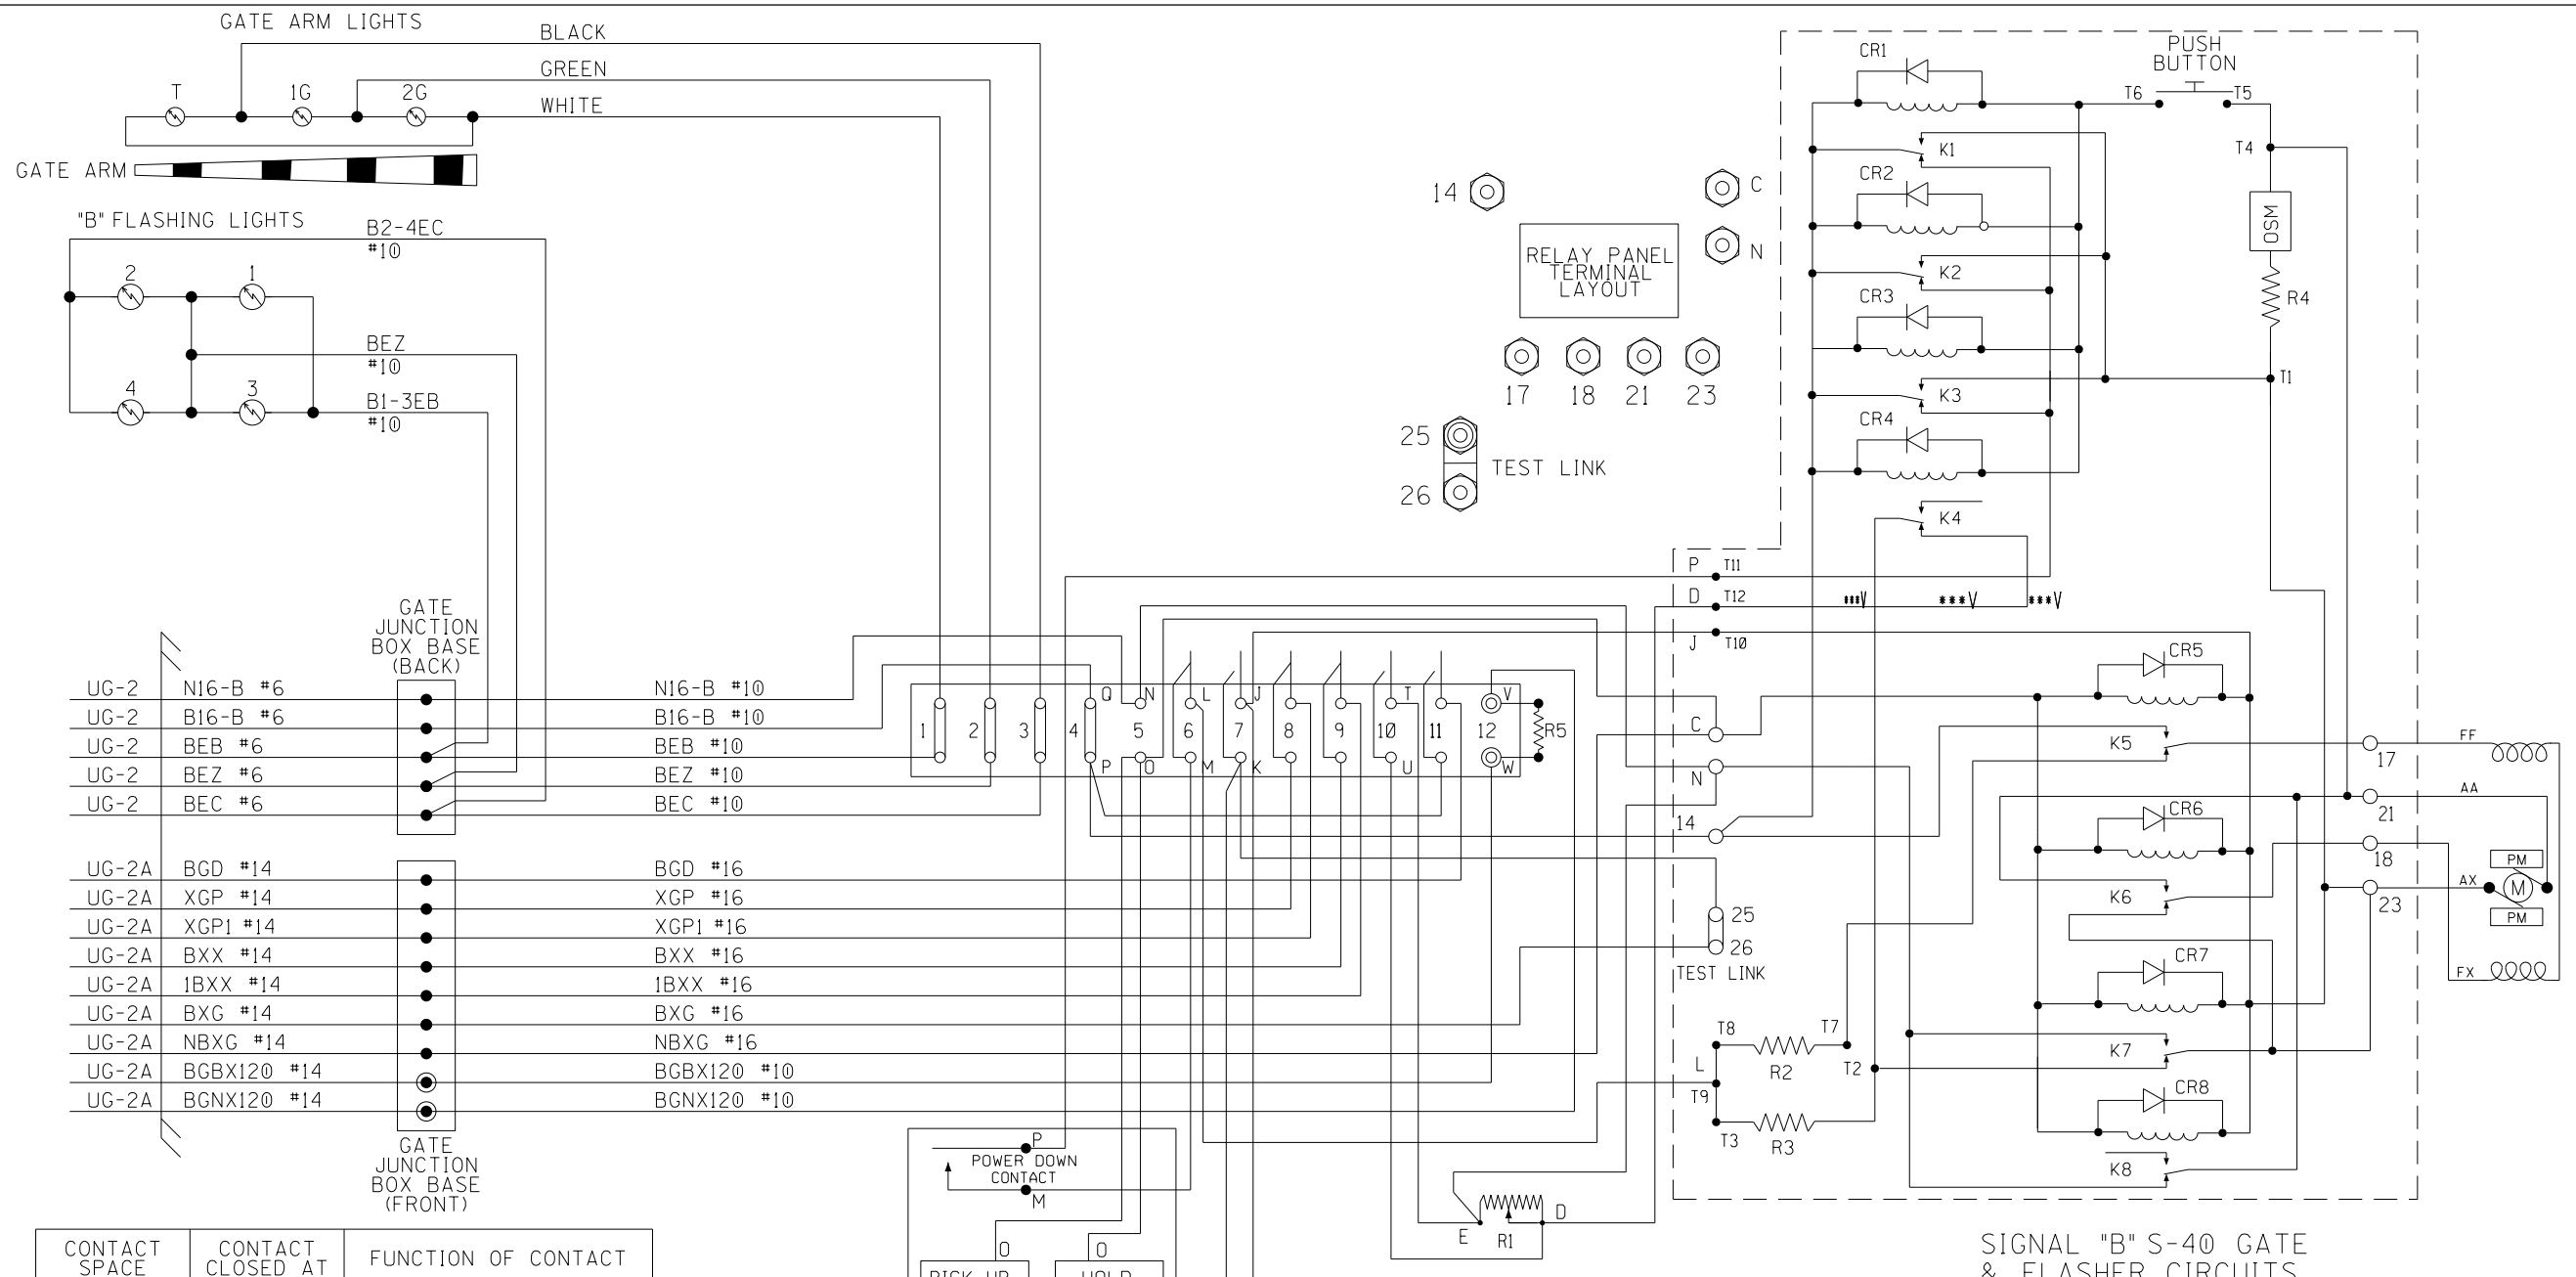 GATE ARM LIGHTS
BLACK
GREEN
WHITE
T
1G
2G
GATE ARM
"B" FLASHING LIGHTS
B2-4EC
#10
2
1
BEZ
#10
4
3
B1-3EB
#10
14
C
N
RELAY PANEL
TERMINAL
LAYOUT
17
18
21
23
25
26
TEST LINK
CR1
PUSH
BUTTON
T6
T5
K1
T4
CR2
OSM
K2
CR3
R4
K3
T1
CR4
K4
P T11
D T12
***V
***V
***V
J T10
GATE
JUNCTION
BOX BASE
(BACK)
UG-2 N16-B #6 N16-B #10
UG-2 B16-B #6 B16-B #10
UG-2 BEB #6 BEB #10
UG-2 BEZ #6 BEZ #10
UG-2 BEC #6 BEC #10
Q N L J T V
1 2 3 4 5 6 7 8 9 10 11 12 R5
P O M K U W
C
N
14
CR5
K5
17
FF
CR6
21
AA
18
K6
23
AX
PM
M
PM
FX
CR7
K7
CR8
K8
UG-2A BGD #14 BGD #16
UG-2A XGP #14 XGP #16
UG-2A XGP1 #14 XGP1 #16
UG-2A BXX #14 BXX #16
UG-2A 1BXX #14 1BXX #16
UG-2A BXG #14 BXG #16
UG-2A NBXG #14 NBXG #16
UG-2A BGBX120 #14 BGBX120 #10
UG-2A BGNX120 #14 BGNX120 #10
25
26
TEST LINK
T8
T7
R2
L
T9
T2
T3
R3
GATE
JUNCTION
BOX BASE
(FRONT)
P
POWER DOWN
CONTACT
M
O
O
PICK UP
HOLD
E
R1
D
CONTACT
SPACE
CONTACT
CLOSED AT
FUNCTION OF CONTACT
SIGNAL "B" S-40 GATE
& FLASHER CIRCUITS